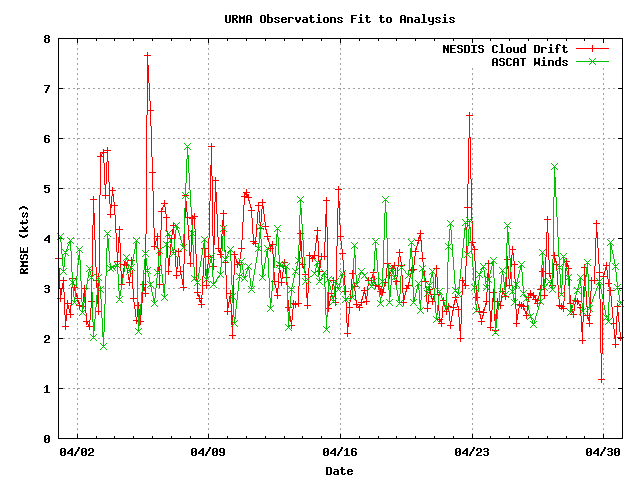 URMA Observations Fit to Analysis
NESDIS Cloud Drift
ASCAT Winds
8
7
6
5
4
3
2
1
0
RMSE (kts)
04/02 04/09 04/16 04/23 04/30
Date